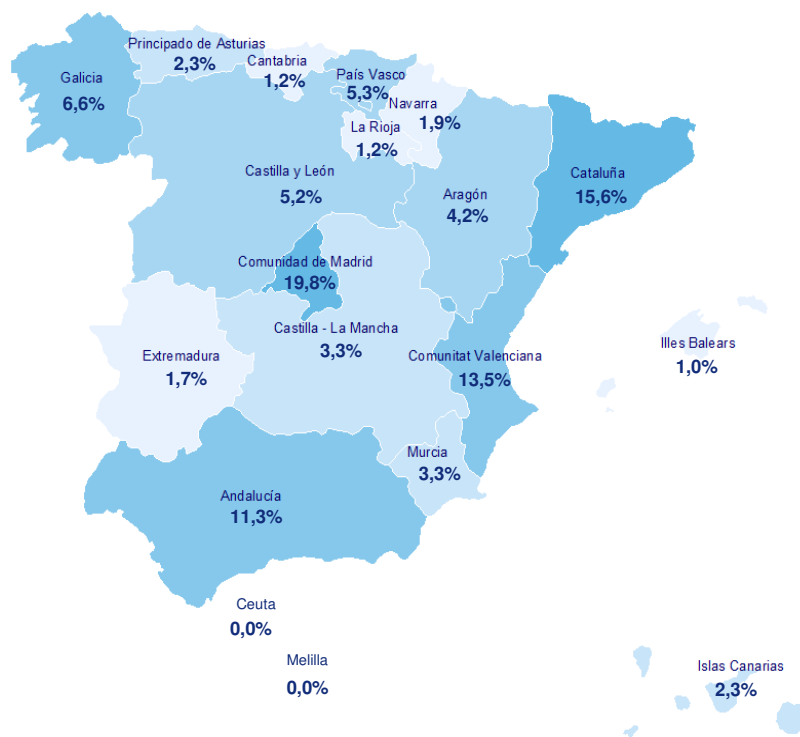 Principado de Asturias
2,3%
Cantabria
1,2%
Galicia
6,6%
País Vasco
5,3%
Navarra
1,9%
La Rioja
1,2%
Castilla y León
5,2%
Aragón
4,2%
Cataluña
15,6%
Comunidad de Madrid
19,8%
Castilla - La Mancha
3,3%
Extremadura
1,7%
Comunitat Valenciana
13,5%
Illes Balears
1,0%
Murcia
3,3%
Andalucía
11,3%
Ceuta
0,0%
Melilla
0,0%
Islas Canarias
2,3%